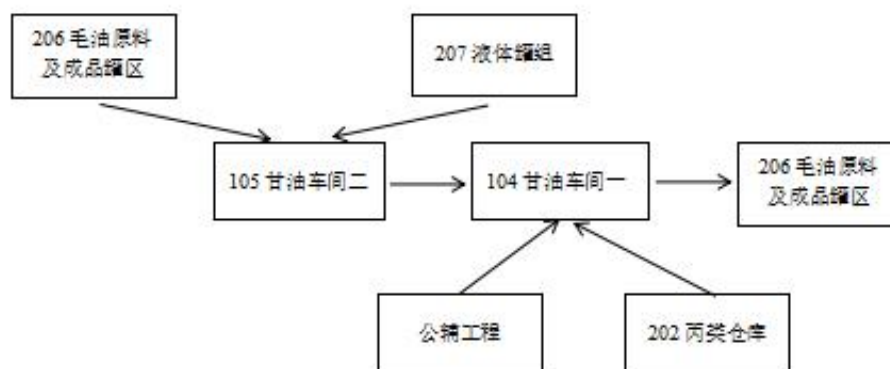 206 毛油原料
及成品罐区
207 液体罐组
105 甘油车间二
104 甘油车间一
206 毛油原料
及成品罐区
公辅工程
202 丙类仓库